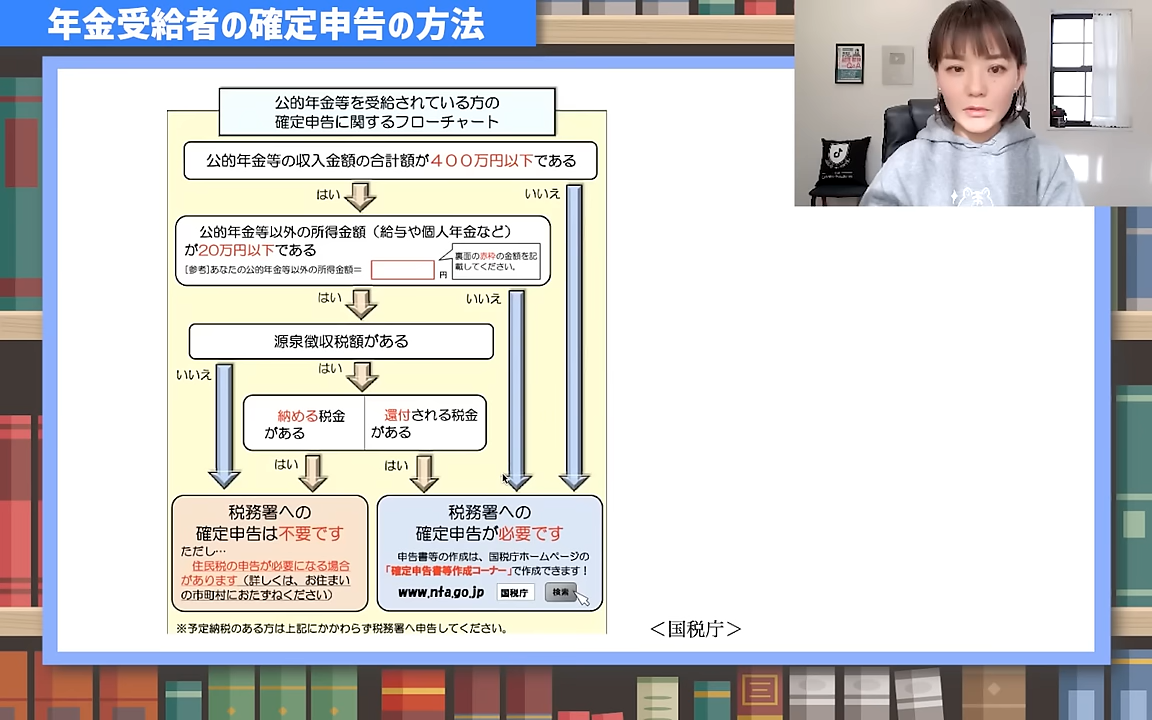 年金受給者の確定申告の方法
公的年金等を受給されている方の
確定申告に関するフローチャート
公的年金等の収入金額の合計額が４００万円以下である
はい
いいえ
公的年金等以外の所得金額（給与や個人年金など）
が20万円以下である
[参考]あなたの公的年金等以外の所得金額＝
円
裏面の赤枠の金額を記
載してください。
はい
いいえ
源泉徴収税額がある
いいえ
はい
納める税金
がある
還付される税金
がある
はい
はい
税務署への
確定申告は不要です
ただし…
住民税の申告が必要になる場合
があります（詳しくは、お住まい
の市町村におたずねください）
税務署への
確定申告が必要です
申告書等の作成は、国税庁ホームページの
「確定申告書等作成コーナー」で作成できます！
www.nta.go.jp 国税庁 検索
※予定納税のある方は上記にかかわらず税務署へ申告してください。
＜国税庁＞